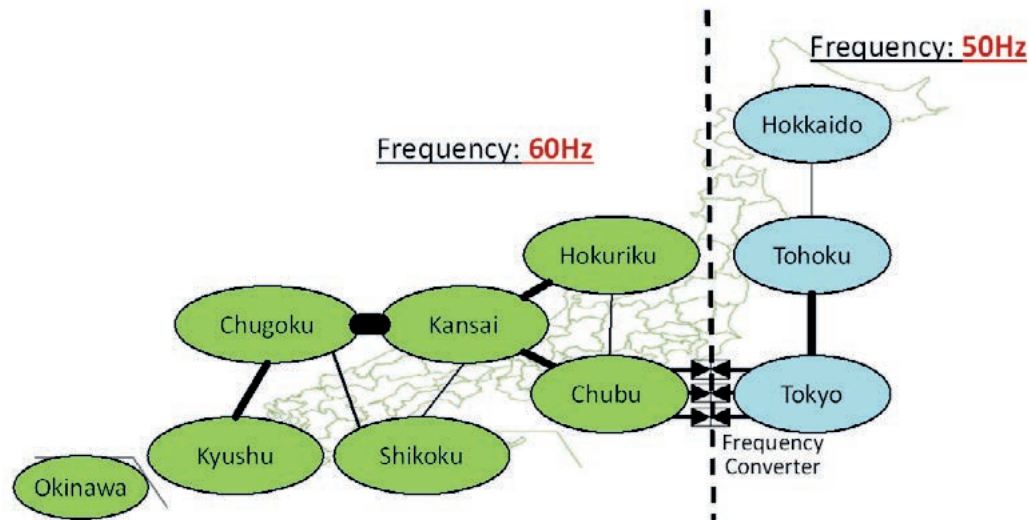 Frequency: 50Hz
Hokkaido
Frequency: 60Hz
Hokuriku
Tohoku
Chugoku
Kansai
Chubu
Tokyo
Kyushu
Shikoku
Frequency
Converter
Okinawa